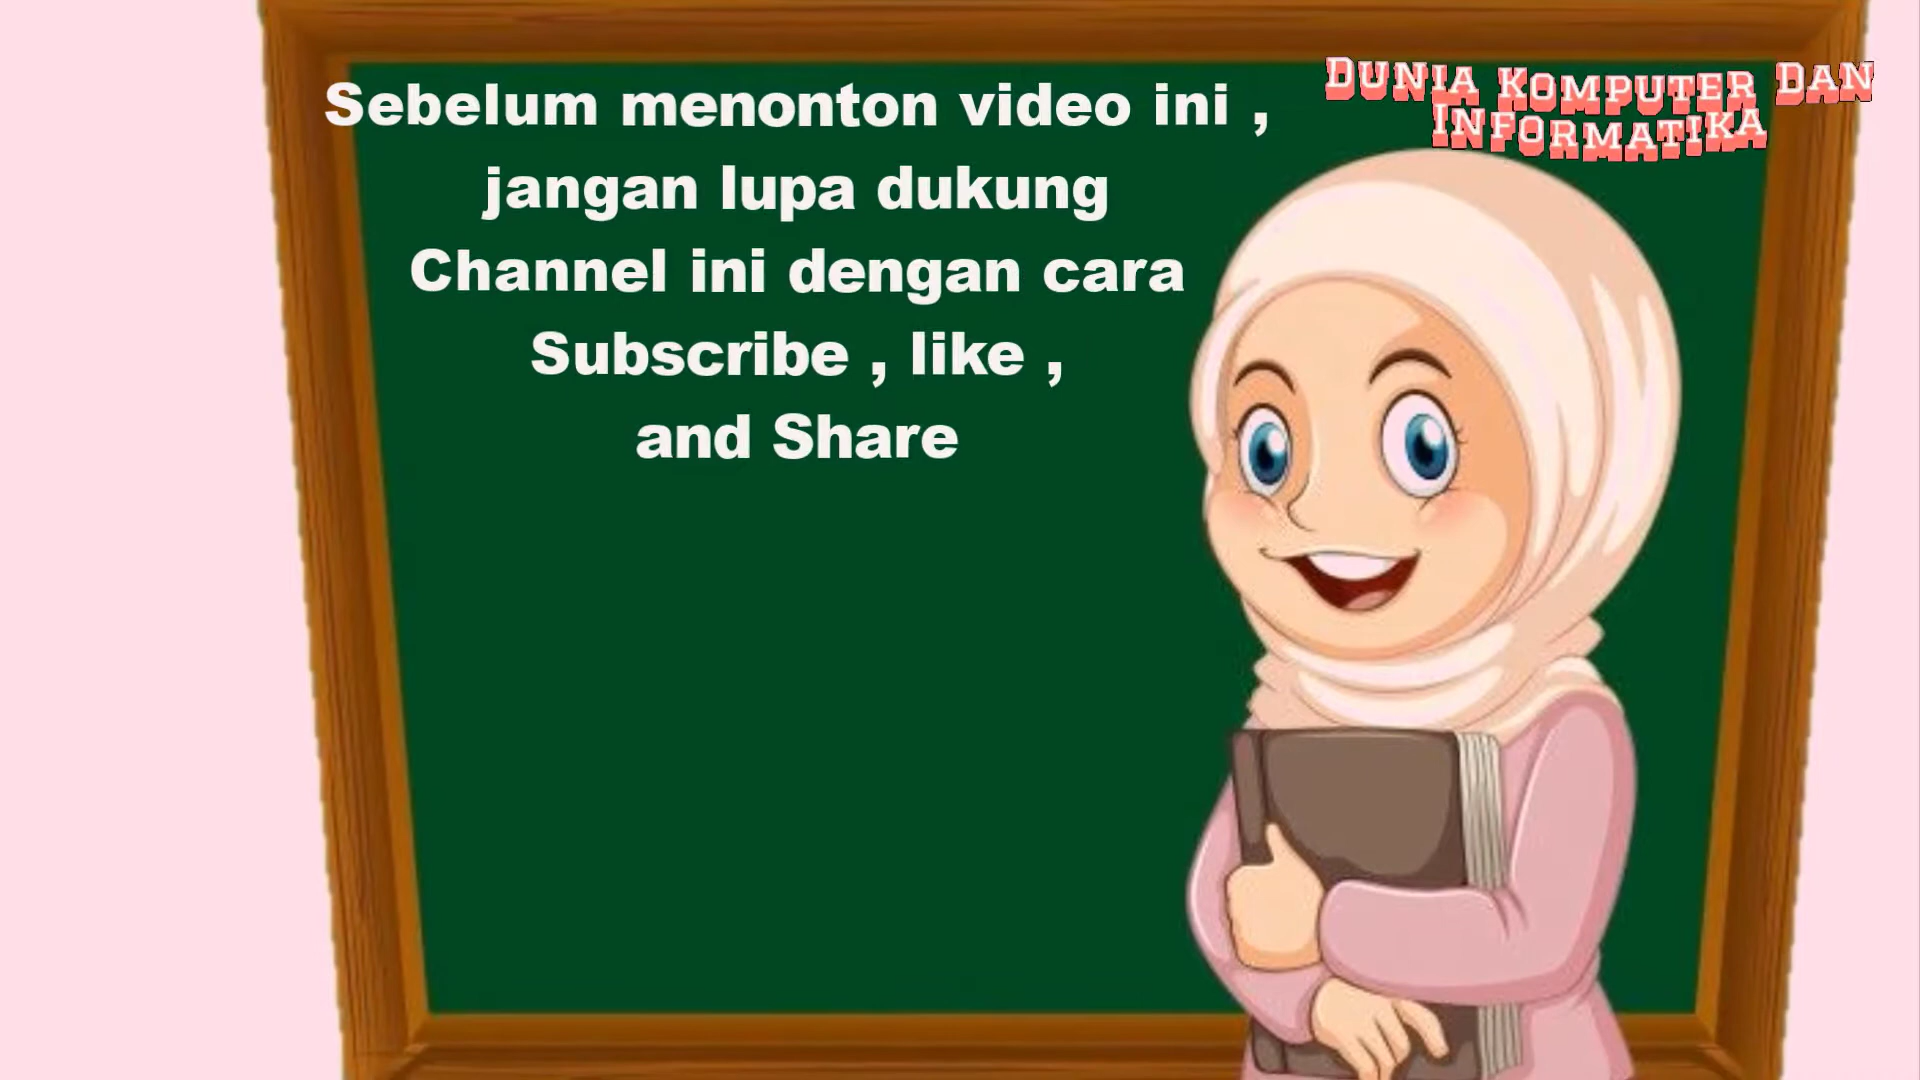 Sebelum menonton video ini ,
jangan lupa dukung
Channel ini dengan cara
Subscribe , like ,
and Share
DUNIA KOMPUTER DAN
INFORMATIKA